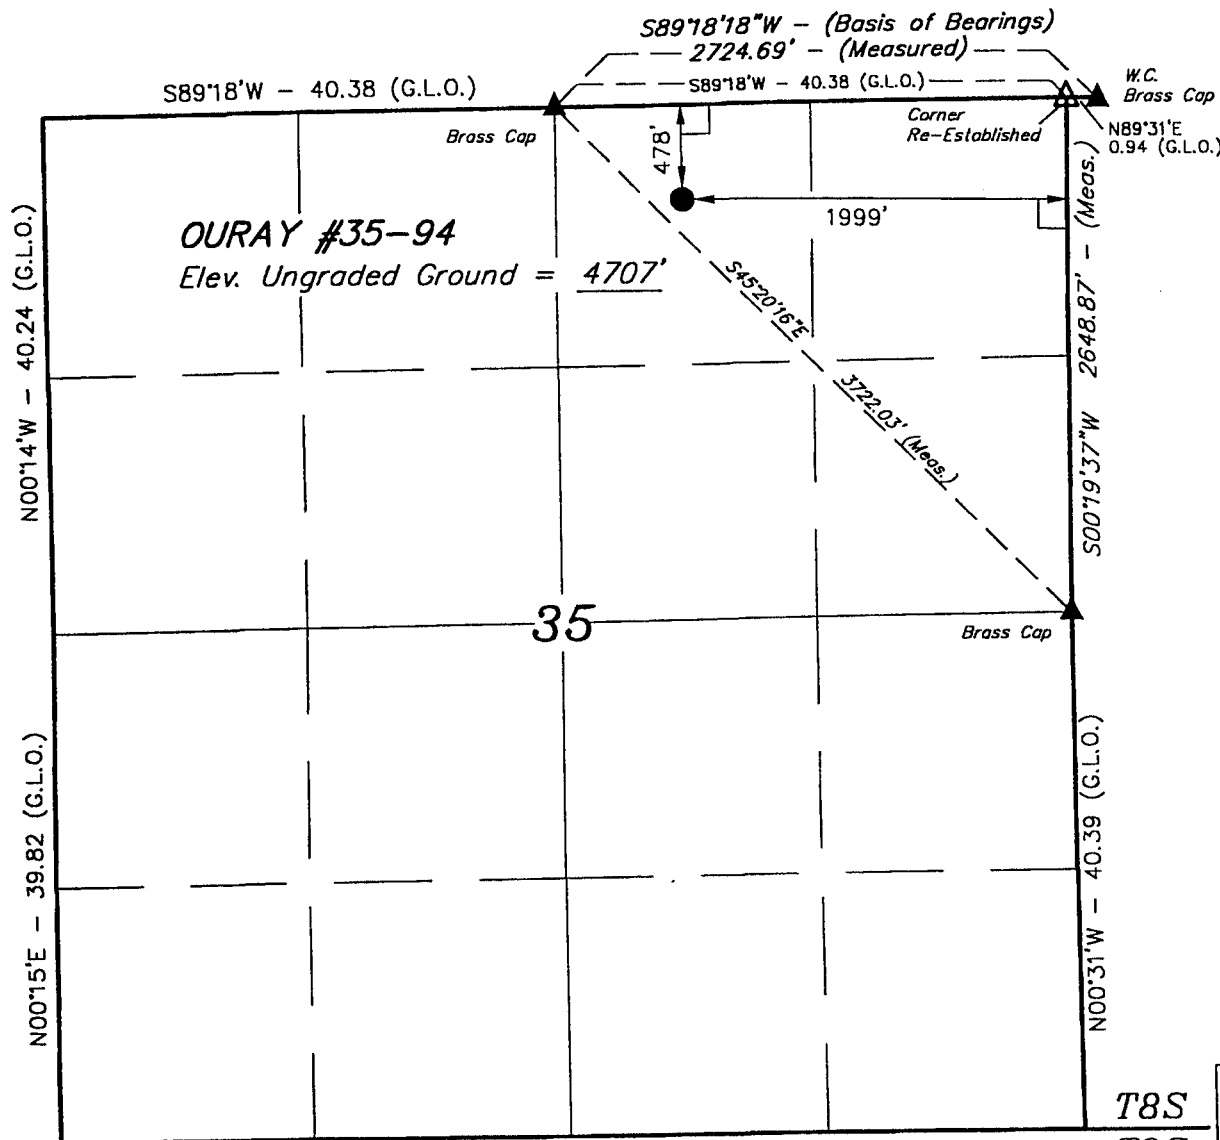 S89°18'18"W - (Basis of Bearings)
2724.69' - (Measured)
S89°18'W - 40.38 (G.L.O.)
S89°18'W - 40.38 (G.L.O.)
W.C.
Brass Cap
Brass Cap
Corner
Re-Established
N89°31'E
0.94 (G.L.O.)
478'
1999'
OURAY #35-94
Elev. Ungraded Ground = 4707'
N00°14'W - 40.24 (G.L.O.)
S45°20'16"E
3722.03' (Meas.)
S00°19'37"W 2648.87' - (Meas.)
35
Brass Cap
N00°15'E - 39.82 (G.L.O.)
N00°31'W - 40.39 (G.L.O.)
T8S